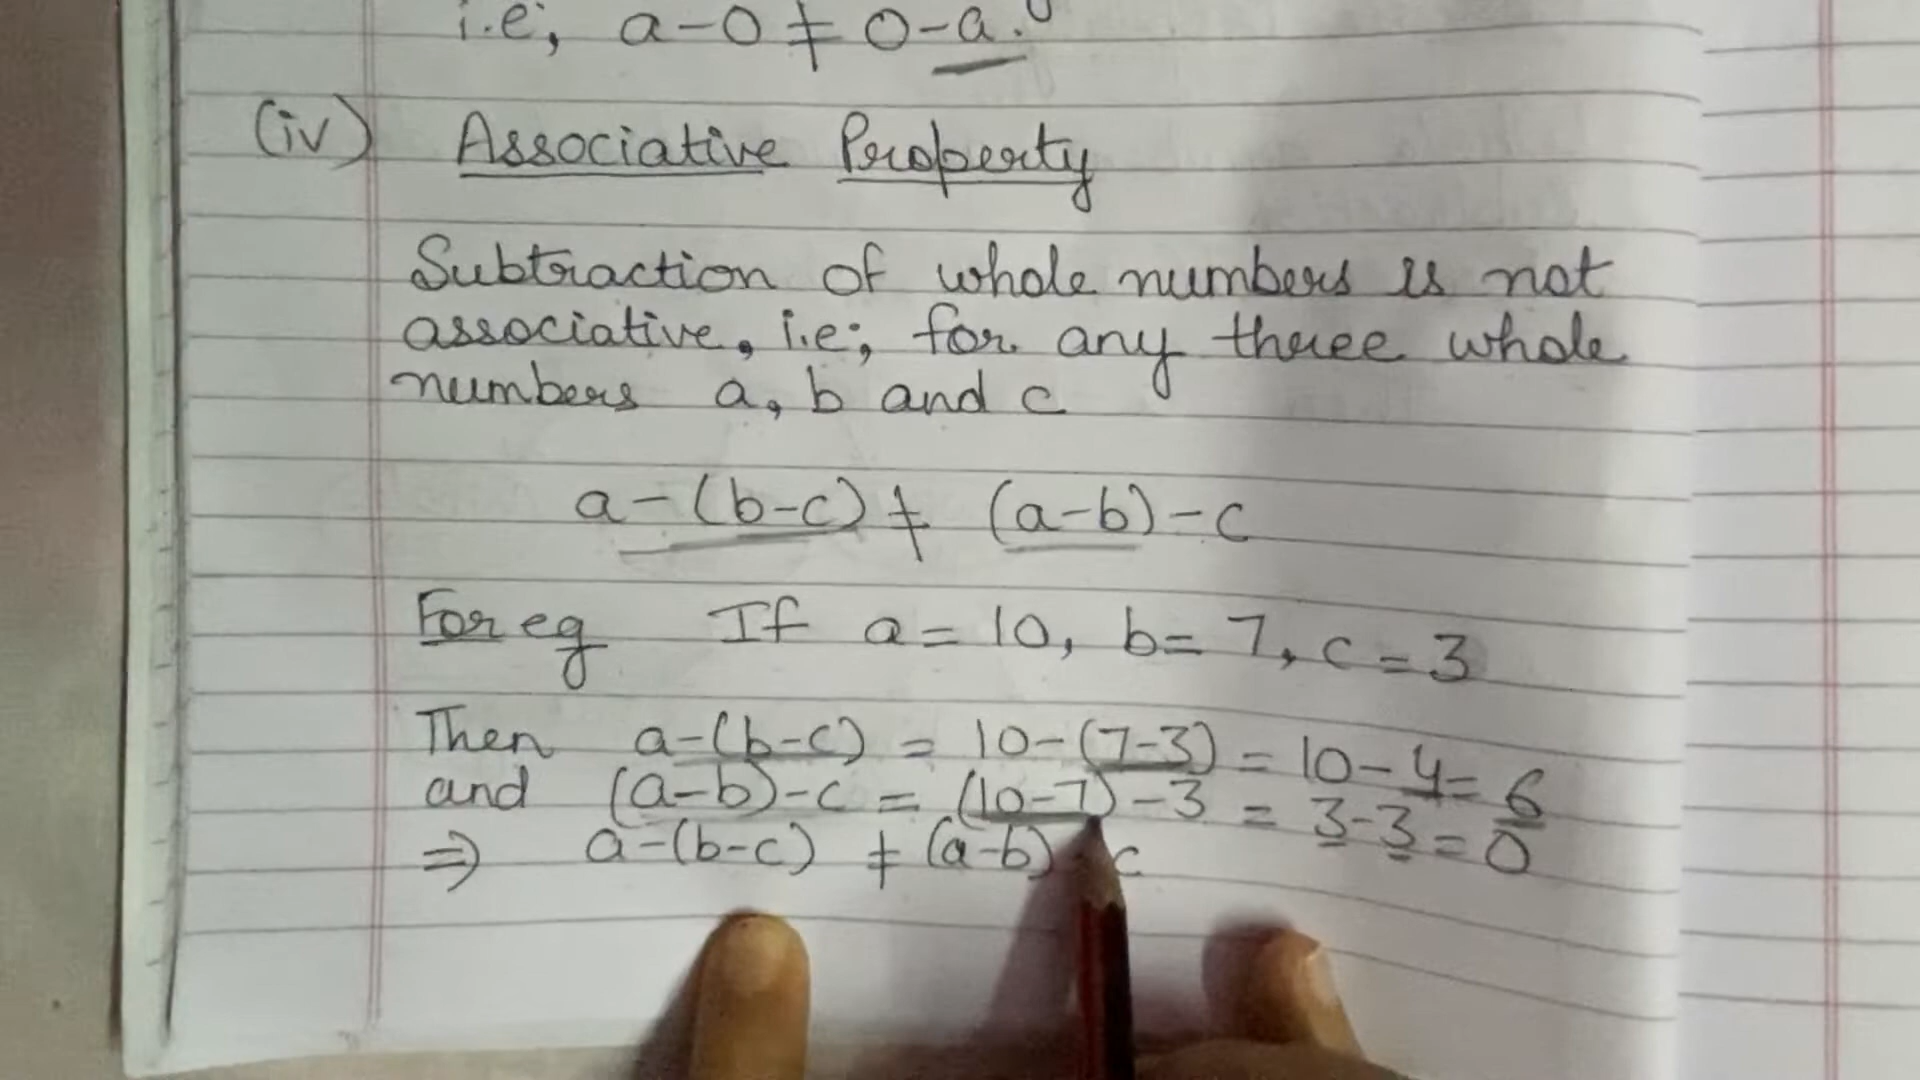 i.e; a-0 ≠ 0-a.
(iv) Associative Property
Subtraction of whole numbers is not
associative, i.e; for any three whole
numbers a, b and c
a-(b-c) ≠ (a-b)-c
For eg If a = 10, b = 7, c = 3
Then a-(b-c) = 10-(7-3) = 10-4 = 6
and (a-b)-c = (10-7)-3 = 3-3 = 0
⇒ a-(b-c) ≠ (a-b) c